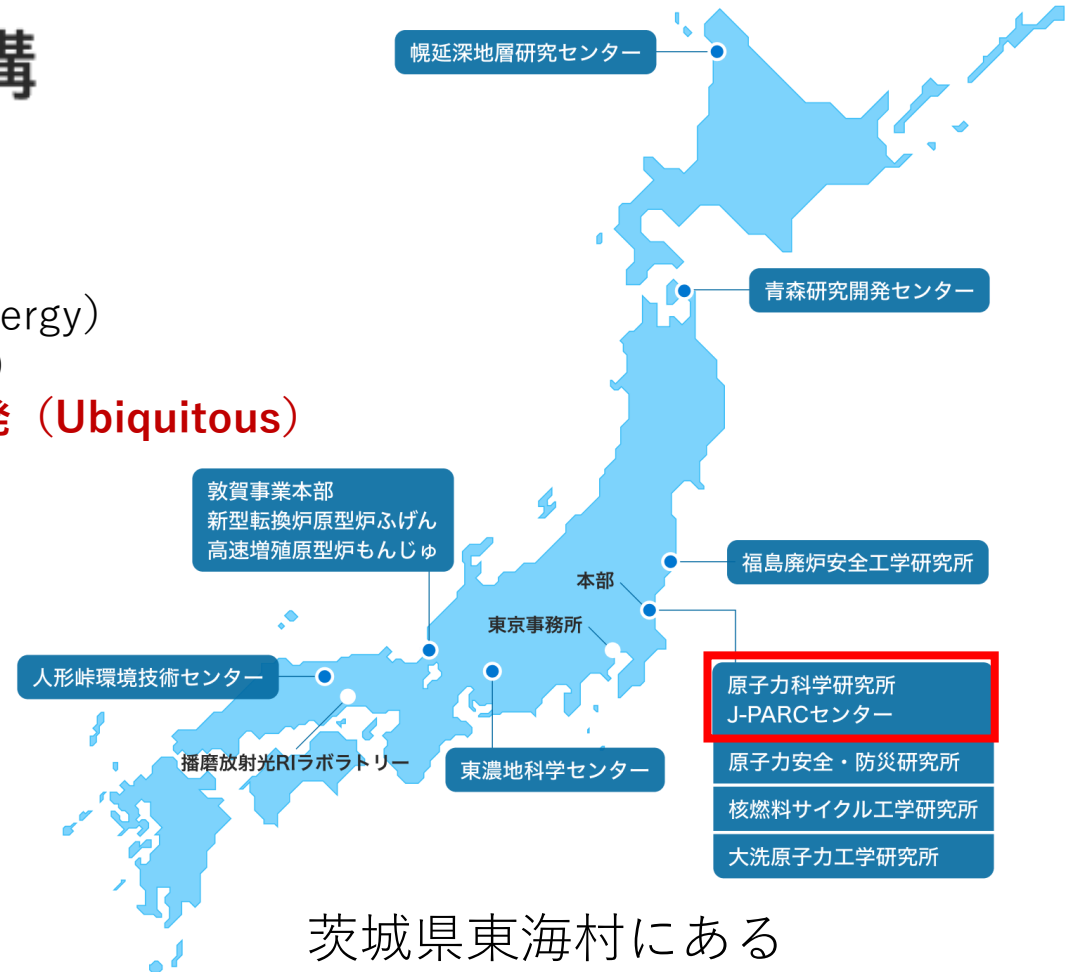 構
幌延深地層研究センター
青森研究開発センター
ergy）
）
発（Ubiquitous）
敦賀事業本部
新型転換炉原型炉ふげん
高速増殖原型炉もんじゅ
福島廃炉安全工学研究所
本部
東京事務所
人形峠環境技術センター
原子力科学研究所
J-PARCセンター
播磨放射光RIラボラトリー
東濃地科学センター
原子力安全・防災研究所
核燃料サイクル工学研究所
大洗原子力工学研究所
茨城県東海村にある